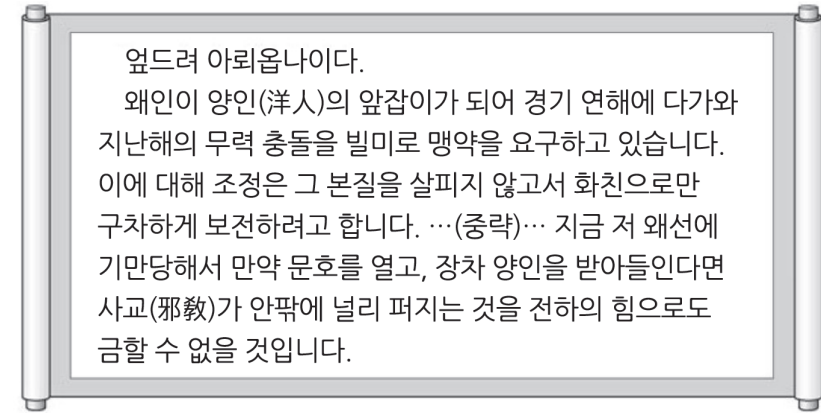 엎드려 아뢰옵나이다.
왜인이 양인(洋人)의 앞잡이가 되어 경기 연해에 다가와
지난해의 무력 충돌을 빌미로 맹약을 요구하고 있습니다.
이에 대해 조정은 그 본질을 살피지 않고서 화친으로만
구차하게 보전하려고 합니다. …(중략)… 지금 저 왜선에
기만당해서 만약 문호를 열고, 장차 양인을 받아들인다면
사교(邪敎)가 안팎에 널리 퍼지는 것을 전하의 힘으로도
금할 수 없을 것입니다.